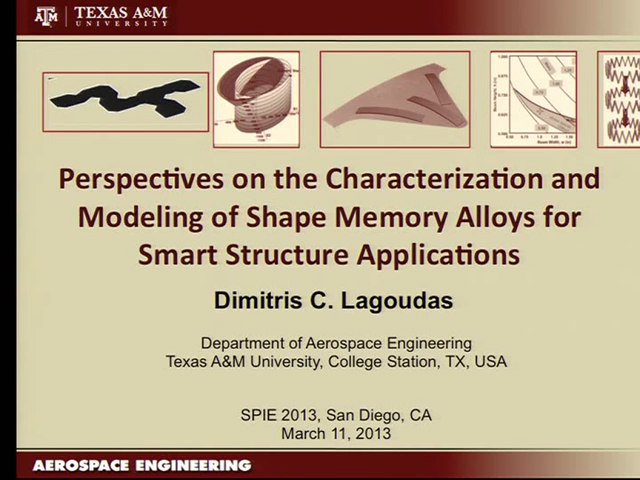 TEXAS A&M
UNIVERSITY
Perspectives on the Characterization and
Modeling of Shape Memory Alloys for
Smart Structure Applications
Dimitris C. Lagoudas
Department of Aerospace Engineering
Texas A&M University, College Station, TX, USA
SPIE 2013, San Diego, CA
March 11, 2013
AEROSPACE ENGINEERING